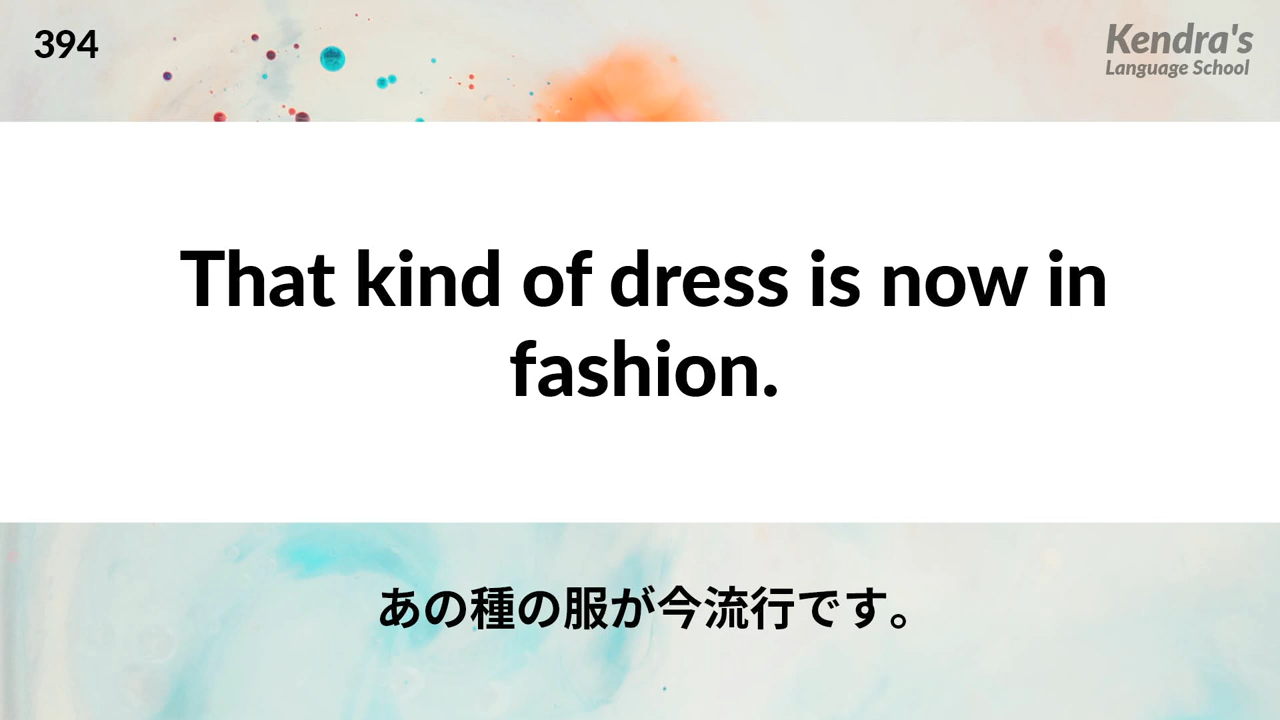 394
Kendra's
Language School
That kind of dress is now in
fashion.
あの種の服が今流行です。